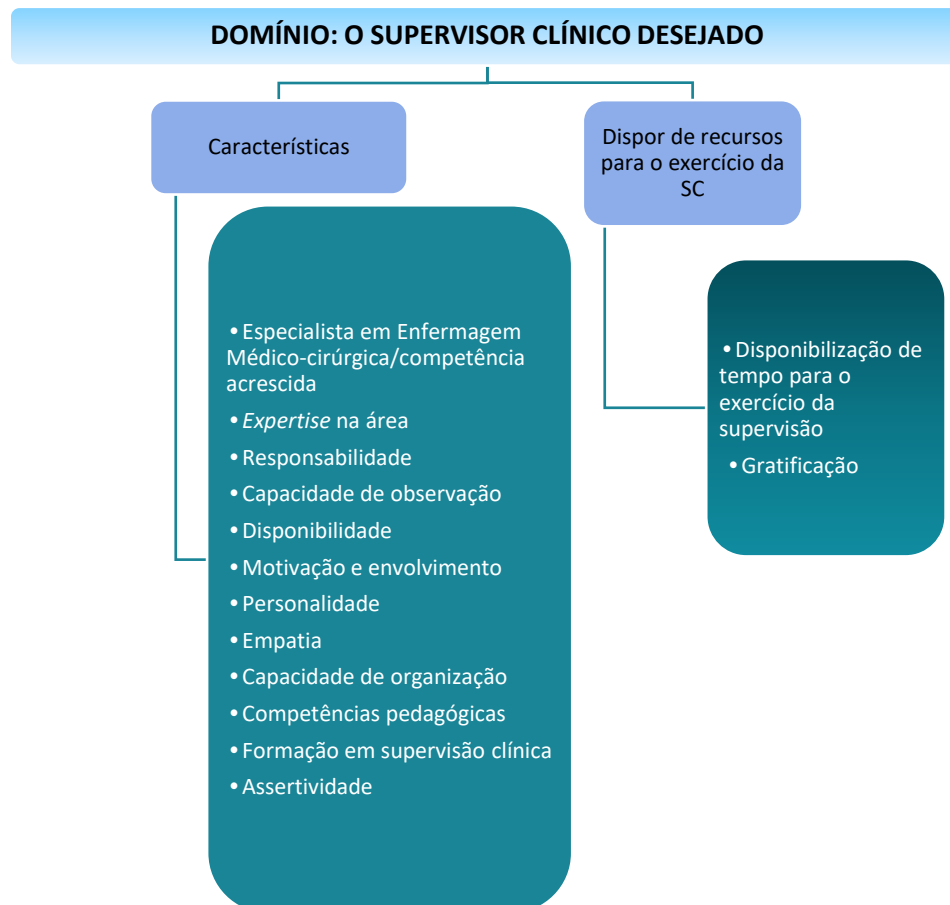 DOMÍNIO: O SUPERVISOR CLÍNICO DESEJADO
Características
Dispor de recursos
para o exercício da
SC
•Especialista em Enfermagem
Médico-cirúrgica/competência
acrescida
•Expertise na área
•Responsabilidade
•Capacidade de observação
•Disponibilidade
•Motivação e envolvimento
•Personalidade
•Empatia
•Capacidade de organização
•Competências pedagógicas
•Formação em supervisão clínica
•Assertividade
•Disponibilização de
tempo para o
exercício da
supervisão
•Gratificação